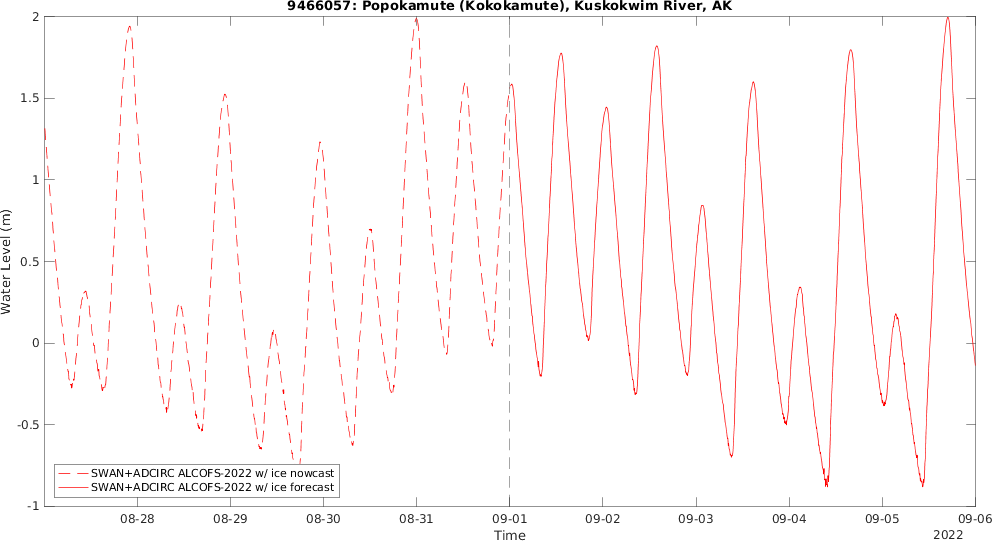 9466057: Popokamute (Kokokamute), Kuskokwim River, AK
Water Level (m)
2
1.5
1
0.5
0
-0.5
-1
SWAN+ADCIRC ALCOFS-2022 w/ ice nowcast
SWAN+ADCIRC ALCOFS-2022 w/ ice forecast
08-28 08-29 08-30 08-31 09-01 09-02 09-03 09-04 09-05 09-06
Time
2022